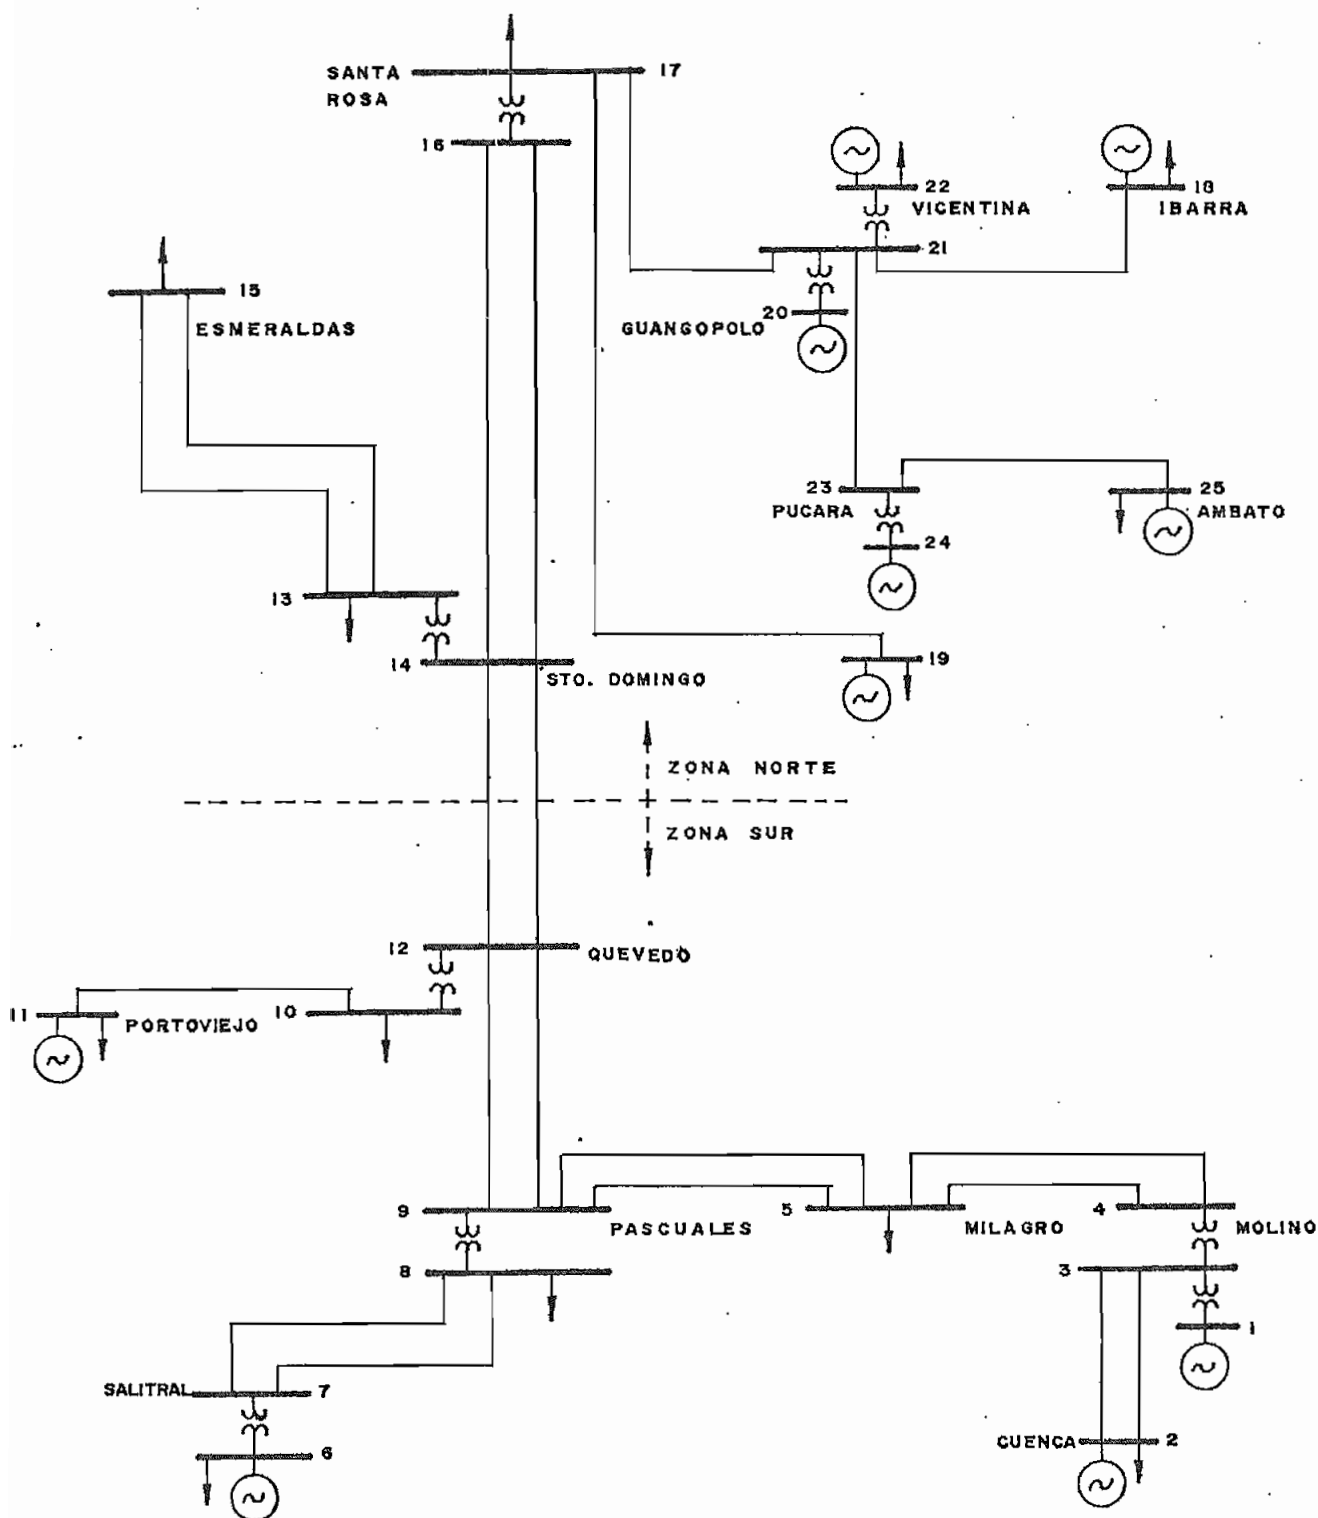 SANTA
ROSA
17
16
22
VICENTINA
18
IBARRA
21
15
ESMERALDAS
20
GUANGOPOLO
23
PUCARA
25
AMBATO
24
13
14
STO. DOMINGO
19
ZONA NORTE
ZONA SUR
12
QUEVEDO
11
PORTOVIEJO
10
9
PASCUALES
5
MILAGRO
4
MOLINO
8
3
1
SALITRAL
7
6
CUENCA
2